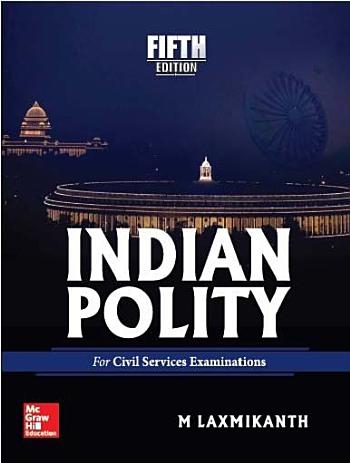 FIFTH
EDITION
INDIAN
POLITY
For Civil Services Examinations
Mc
Graw
Hill
Education
M LAXMIKANTH